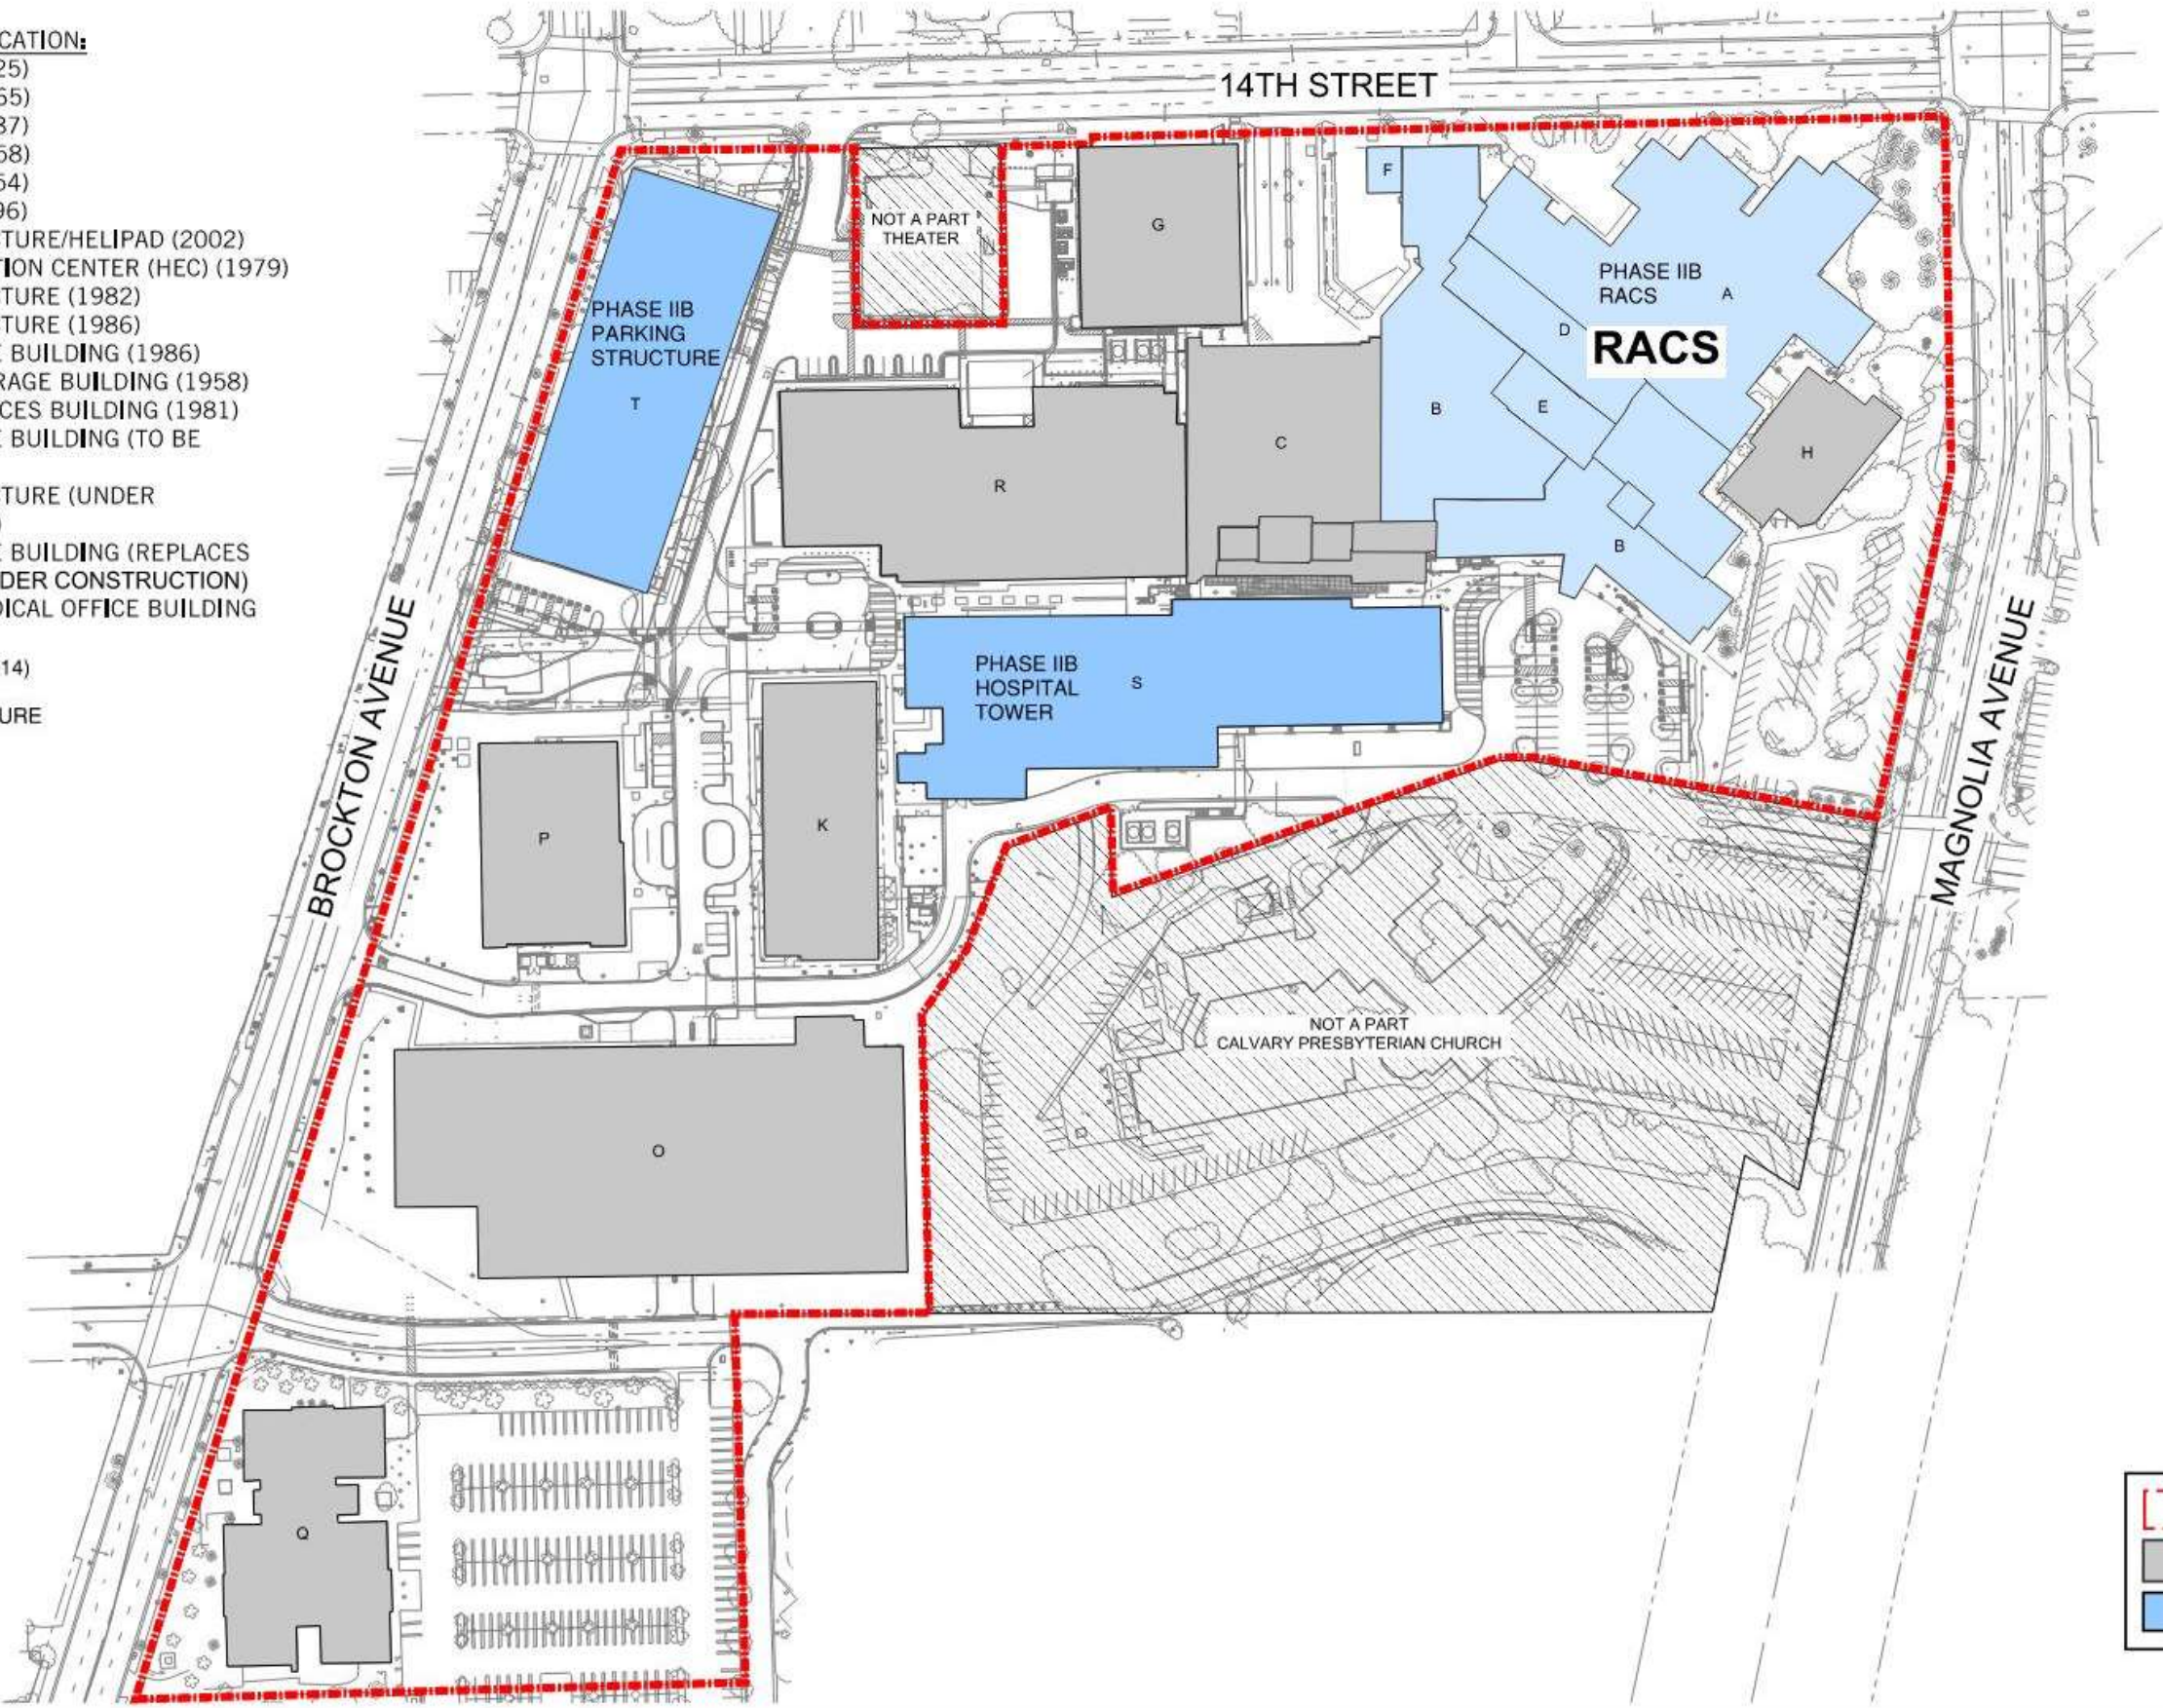 CATION:
25)
65)
87)
58)
54)
96)
TURE/HELIPAD (2002)
TION CENTER (HEC) (1979)
TURE (1982)
TURE (1986)
BUILDING (1986)
RAGE BUILDING (1958)
CES BUILDING (1981)
BUILDING (TO BE
TURE (UNDER
)
BUILDING (REPLACES
DER CONSTRUCTION)
DICAL OFFICE BUILDING
14)
URE
14TH STREET
BROCKTON AVENUE
MAGNOLIA AVENUE
NOT A PART
THEATER
G
F
PHASE IIB
RACS
A
D
RACS
E
B
B
C
H
PHASE IIB
PARKING
STRUCTURE
T
R
PHASE IIB
HOSPITAL
TOWER
S
P
K
NOT A PART
CALVARY PRESBYTERIAN CHURCH
O
Q